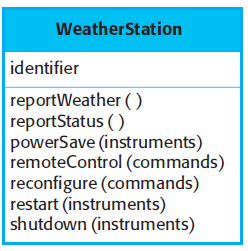 WeatherStation
identifier
reportWeather ( )
reportStatus ( )
powerSave (instruments)
remoteControl (commands)
reconfigure (commands)
restart (instruments)
shutdown (instruments)